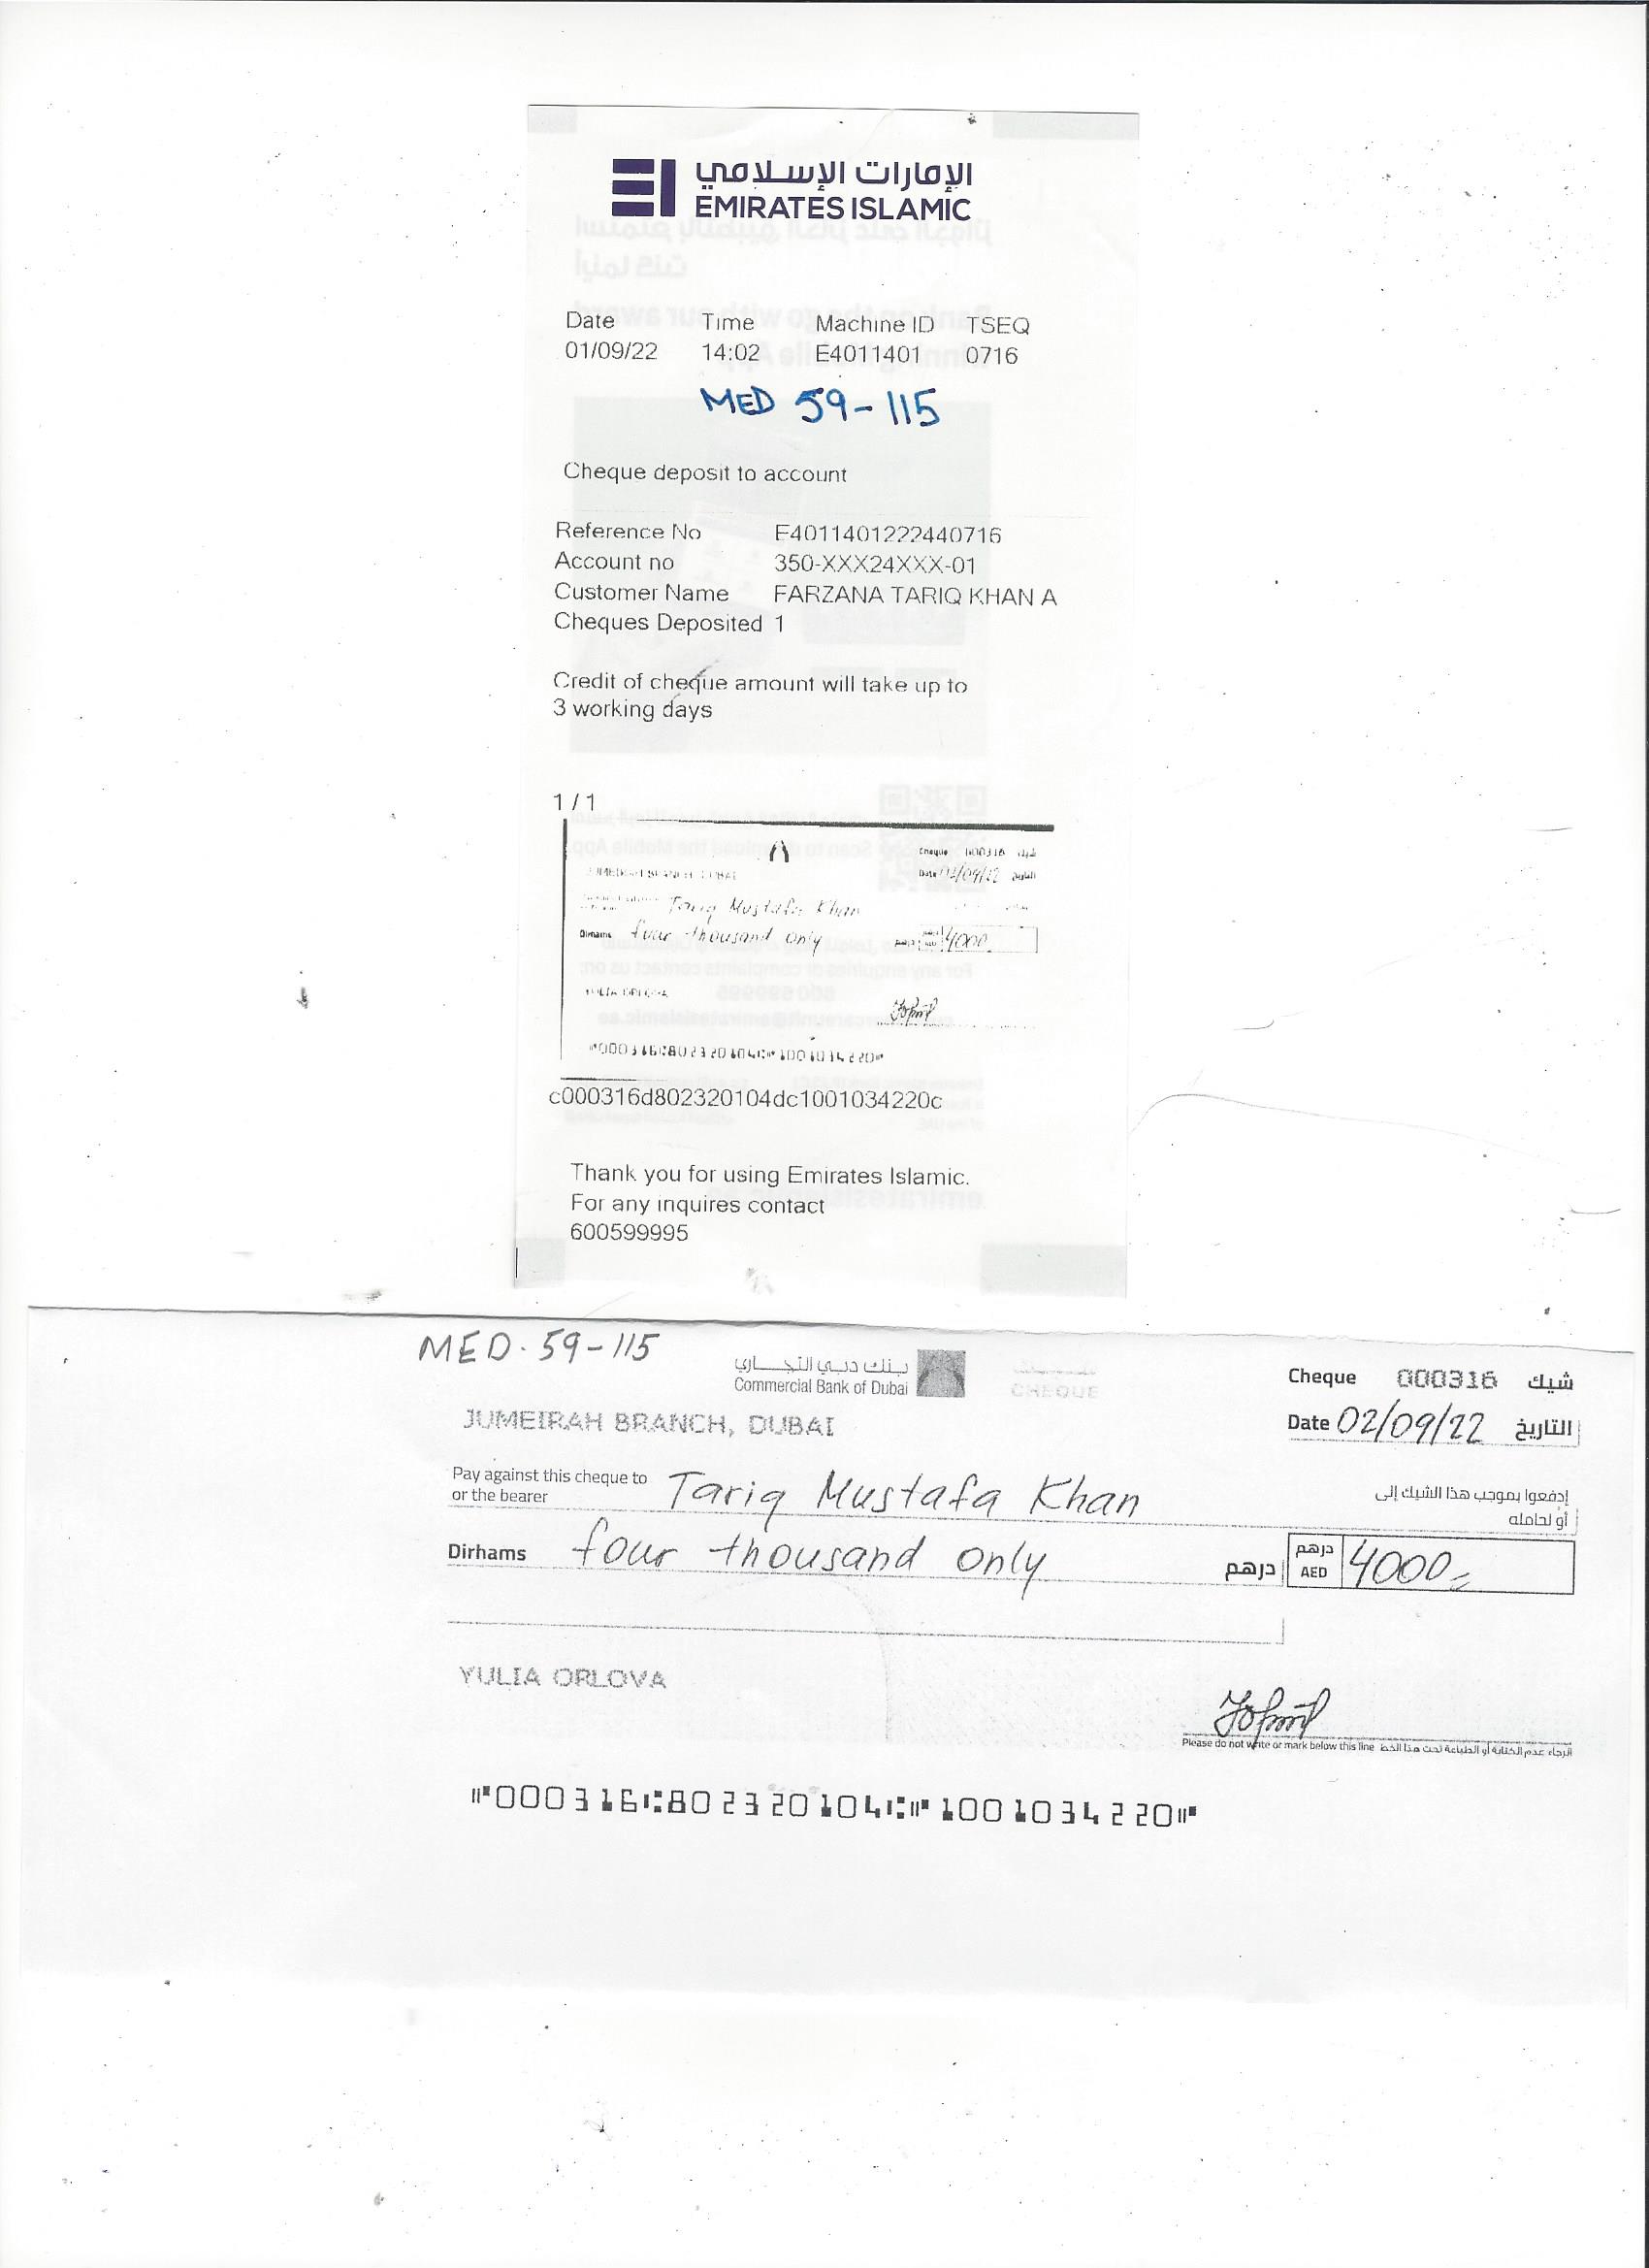 الإمارات الإسلامي
EMIRATES ISLAMIC
Date Time Machine ID TSEQ
01/09/22 14:02 E4011401 0716
MED 59-115
Cheque deposit to account
Reference No E4011401222440716
Account no 350-XXX24XXX-01
Customer Name FARZANA TARIQ KHAN A
Cheques Deposited 1
Credit of cheque amount will take up to
3 working days
1 / 1
Cheque 000316 شيك
JUMEIRAH BRANCH, DUBAI
Date 02/09/22 التاريخ
Tariq Mustafa Khan
Dirhams four thousand only درهم درهم AED 4000
YULIA ORLOVA
"000316:802320104:"1001034220"
c000316d802320104dc1001034220c
Thank you for using Emirates Islamic.
For any inquires contact
600599995
MED. 59-115
بنك دبي التجاري
Commercial Bank of Dubai
CHEQUE
Cheque 000316 شيك
JUMEIRAH BRANCH, DUBAI
Date 02/09/22 التاريخ
Pay against this cheque to
or the bearer
Tariq Mustafa Khan
إدفعوا بموجب هذا الشيك إلى
أو لحامله
Dirhams four thousand only درهم
درهم
AED 4000
YULIA ORLOVA
Please do not write or mark below this line الرجاء عدم الكتابة أو الطباعة تحت هذا الخط
"000316:802320104:"1001034220"